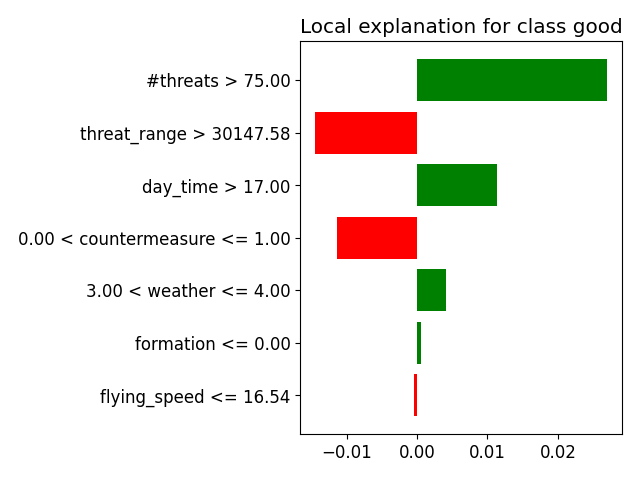 Local explanation for class good
#threats > 75.00
threat_range > 30147.58
day_time > 17.00
0.00 < countermeasure <= 1.00
3.00 < weather <= 4.00
formation <= 0.00
flying_speed <= 16.54
−0.01 0.00 0.01 0.02